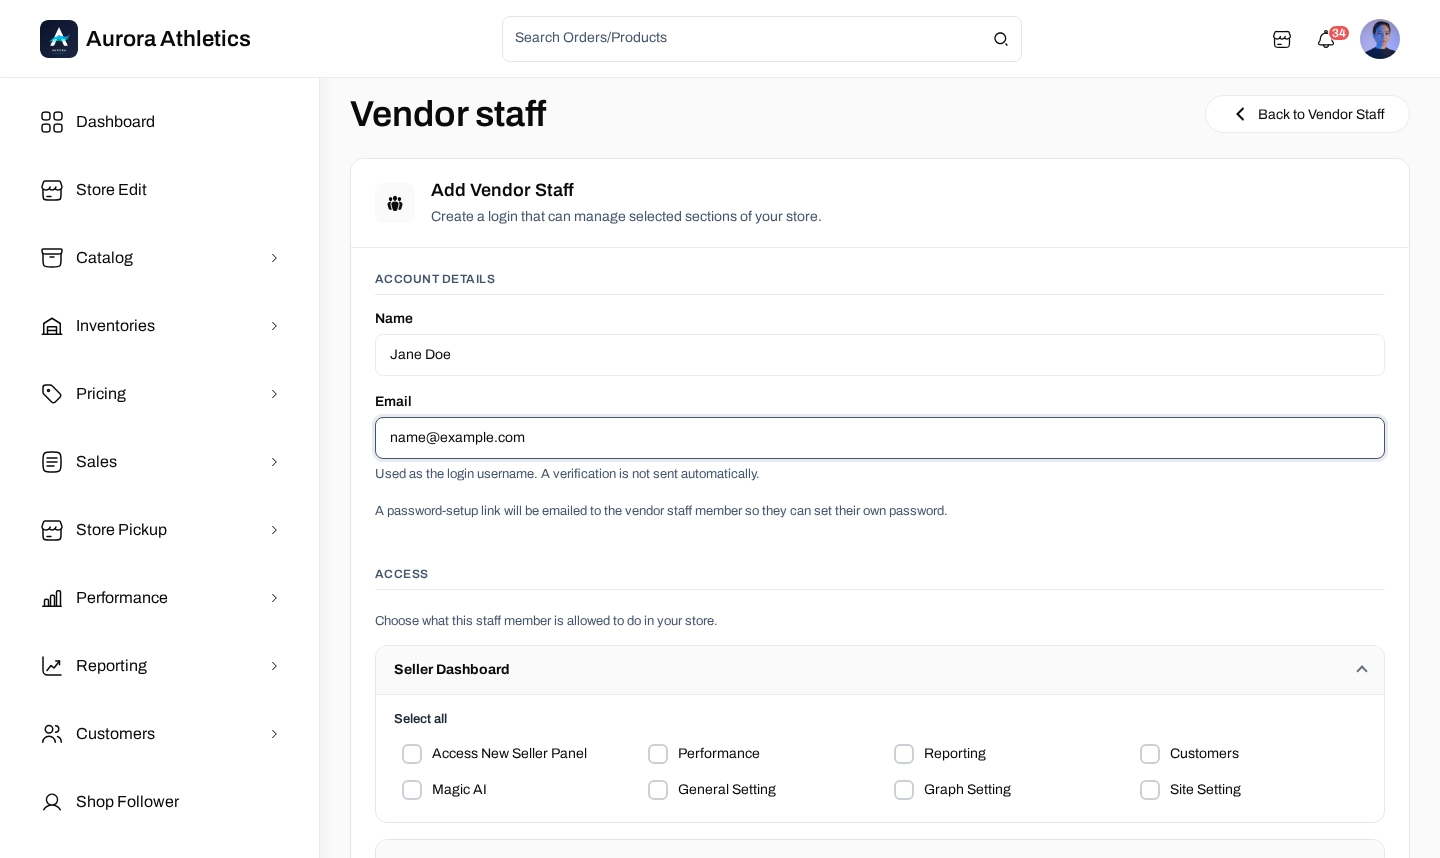 Aurora Athletics
Search Orders/Products
34
Dashboard
Store Edit
Catalog
Inventories
Pricing
Sales
Store Pickup
Performance
Reporting
Customers
Shop Follower
Vendor staff
Back to Vendor Staff
Add Vendor Staff
Create a login that can manage selected sections of your store.
ACCOUNT DETAILS
Name
Jane Doe
Email
name@example.com
Used as the login username. A verification is not sent automatically.
A password-setup link will be emailed to the vendor staff member so they can set their own password.
ACCESS
Choose what this staff member is allowed to do in your store.
Seller Dashboard
Select all
Access New Seller Panel
Performance
Reporting
Customers
Magic AI
General Setting
Graph Setting
Site Setting